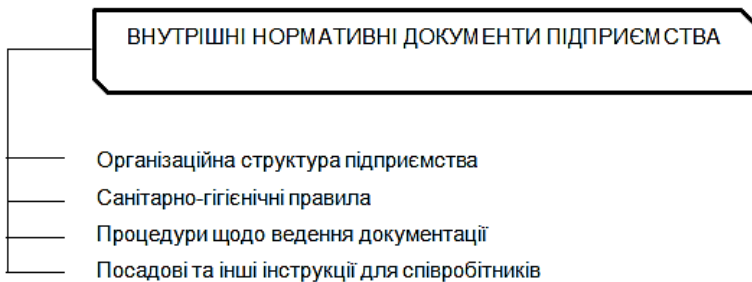 ВНУТРІШНІ НОРМАТИВНІ ДОКУМЕНТИ ПІДПРИЄМСТВА
Організаційна структура підприємства
Санітарно-гігієнічні правила
Процедури щодо ведення документації
Посадові та інші інструкції для співробітників